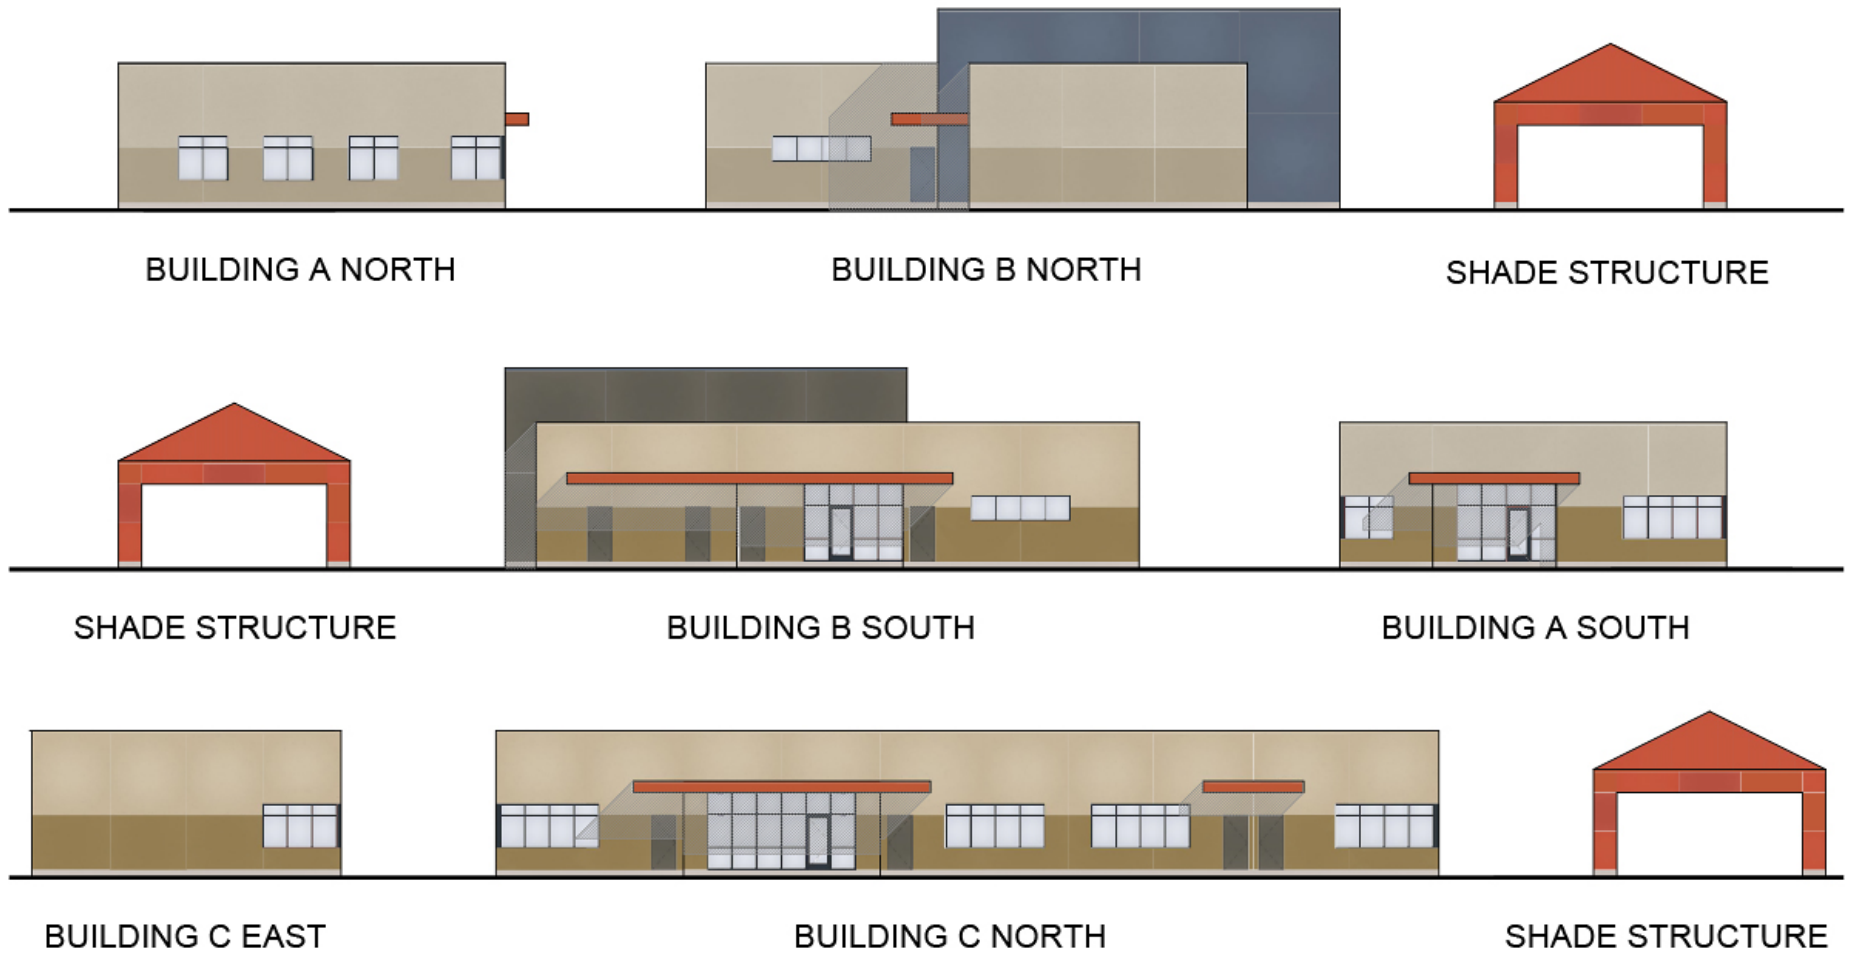 BUILDING A NORTH
BUILDING B NORTH
SHADE STRUCTURE
SHADE STRUCTURE
BUILDING B SOUTH
BUILDING A SOUTH
BUILDING C EAST
BUILDING C NORTH
SHADE STRUCTURE